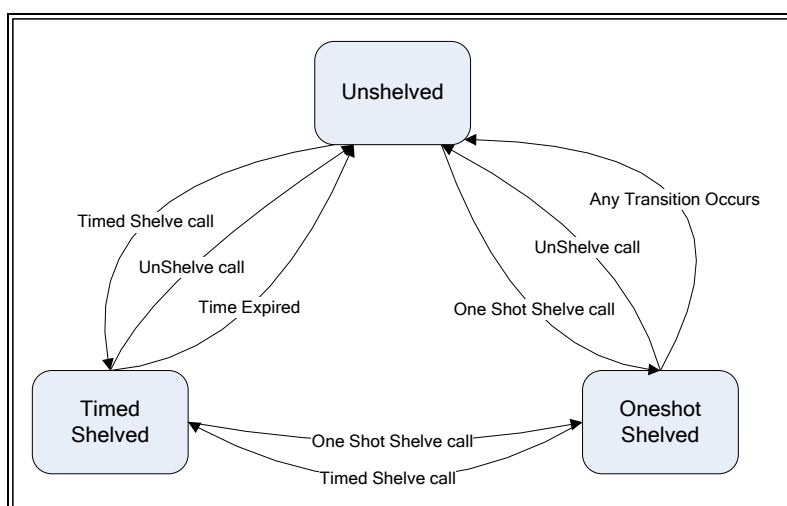 Unshelved
Any Transition Occurs
Timed Shelve call
UnShelve call
UnShelve call
Time Expired
One Shot Shelve call
Timed
Shelved
Oneshot
Shelved
One Shot Shelve call
Timed Shelve call